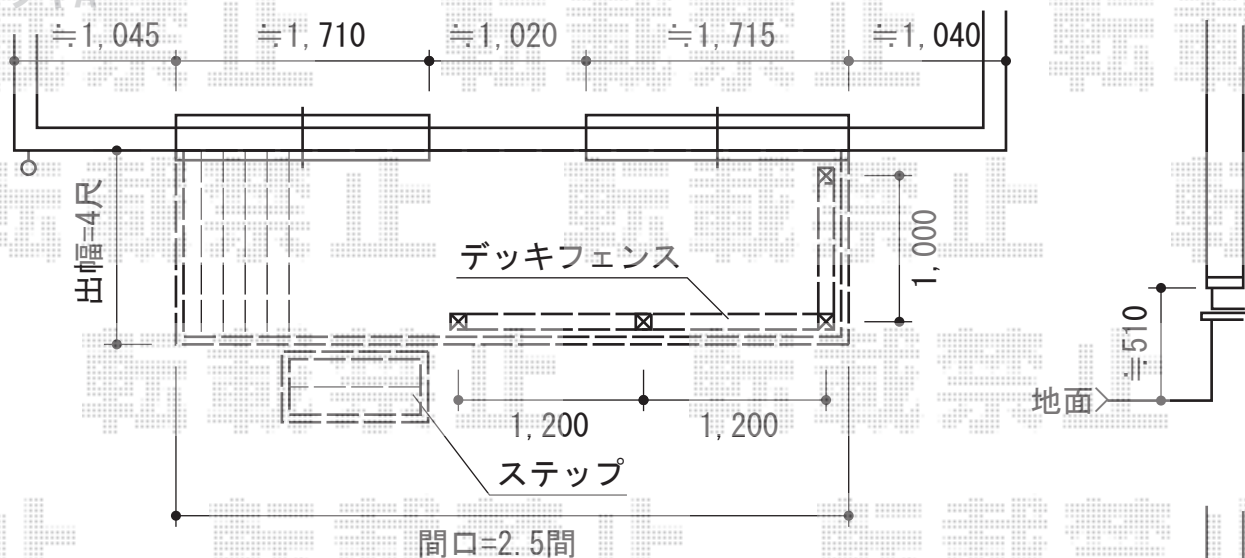 ≒1,045
≒1,710
≒1,020
≒1,715
≒1,040
出幅=4尺
デッキフェンス
1,000
≒510
地面
1,200
1,200
ステップ
間口=2.5間